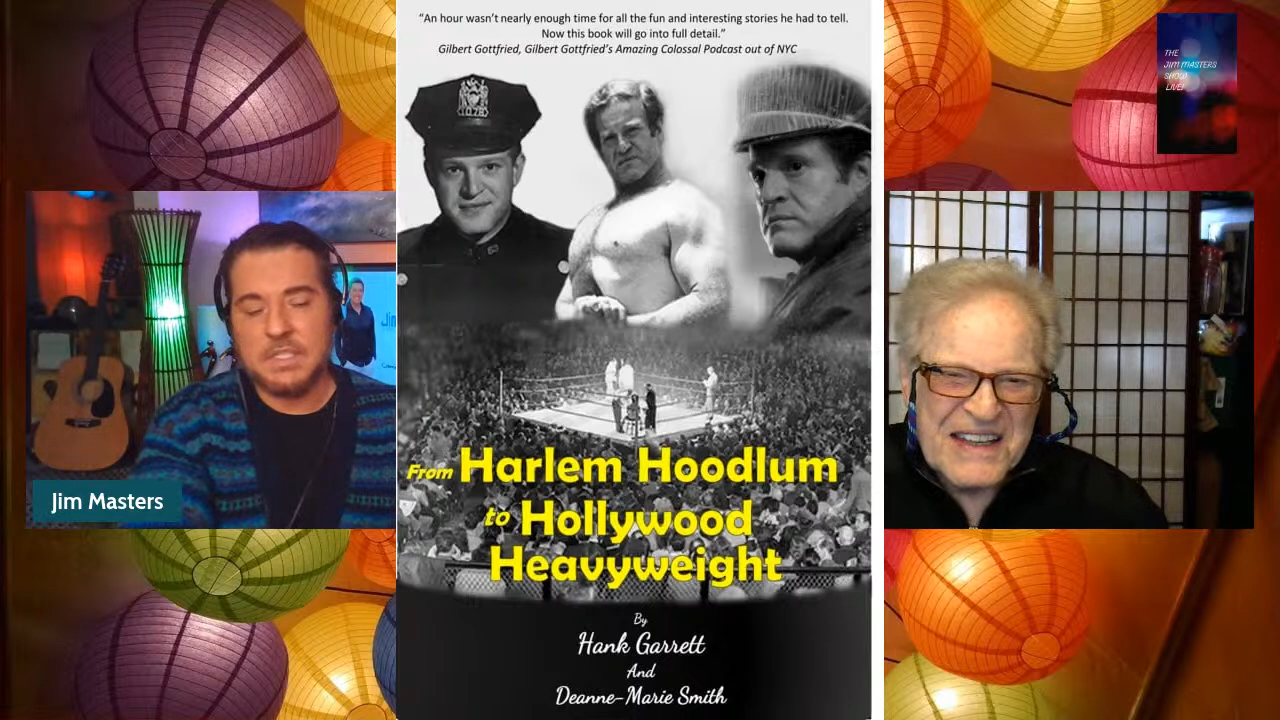 “An hour wasn’t nearly enough time for all the fun and interesting stories he had to tell.
Now this book will go into full detail.”
Gilbert Gottfried, Gilbert Gottfried’s Amazing Colossal Podcast out of NYC
THE
JIM MASTERS
SHOW
LIVE!
Jim Masters
From Harlem Hoodlum
to Hollywood
Heavyweight
By
Hank Garrett
And
Deanne-Marie Smith